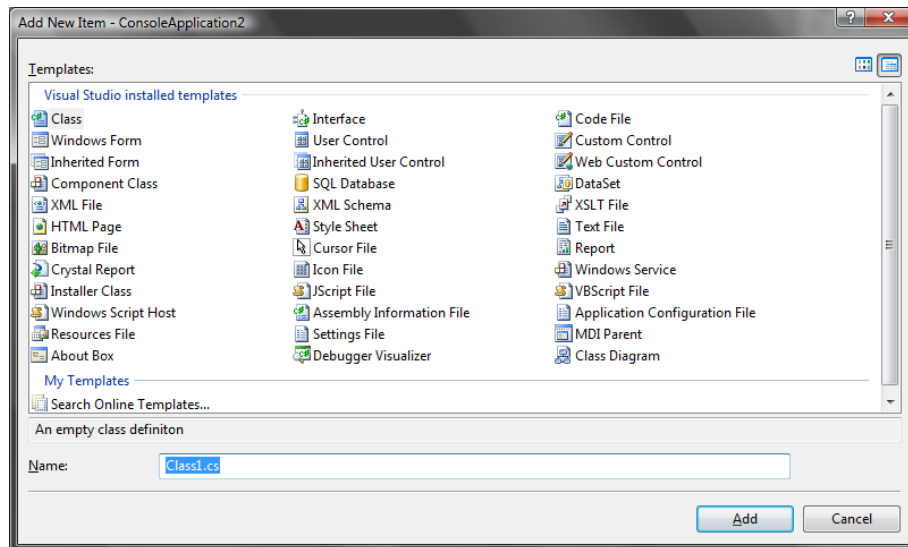 Add New Item - ConsoleApplication2
Templates:
Visual Studio installed templates
Class Interface Code File
Windows Form User Control Custom Control
Inherited Form Inherited User Control Web Custom Control
Component Class SQL Database DataSet
XML File XML Schema XSLT File
HTML Page Style Sheet Text File
Bitmap File Cursor File Report
Crystal Report Icon File Windows Service
Installer Class JScript File VBScript File
Windows Script Host Assembly Information File Application Configuration File
Resources File Settings File MDI Parent
About Box Debugger Visualizer Class Diagram
My Templates
Search Online Templates...
An empty class definiton
Name: Class1.cs
Add Cancel